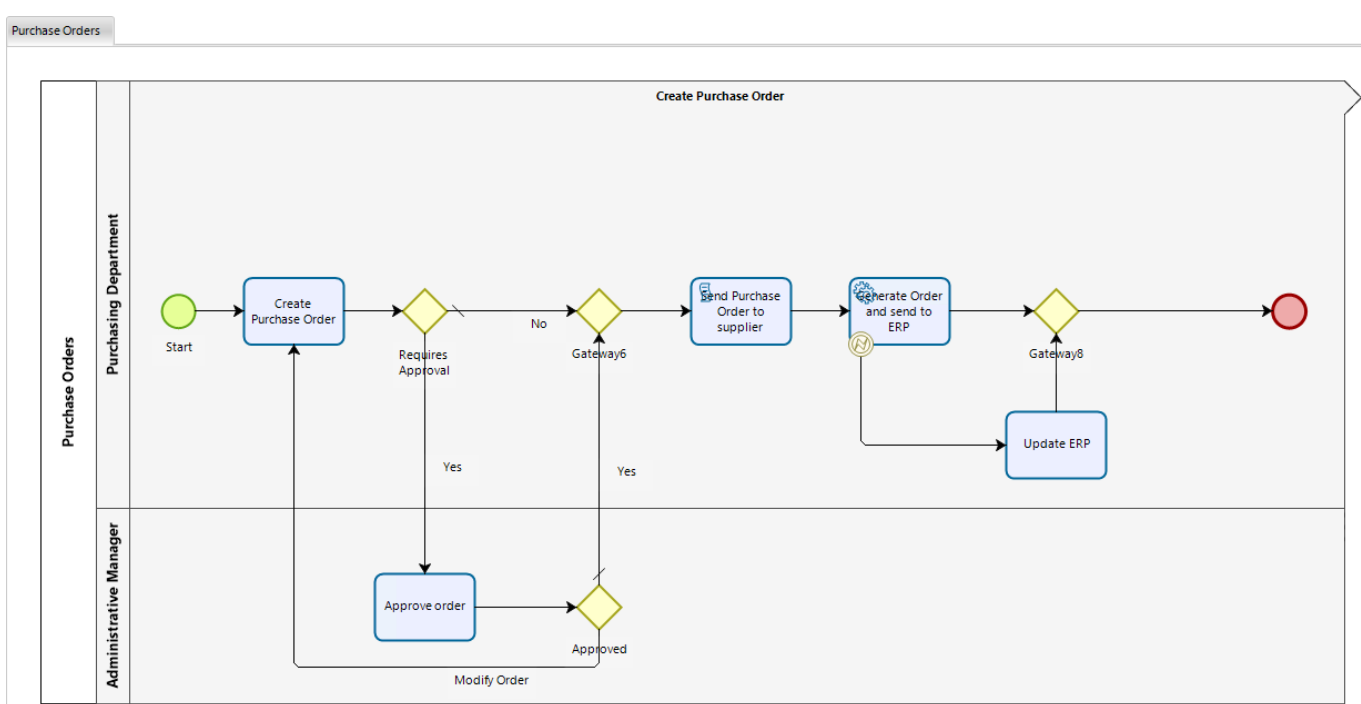 Purchase Orders
Create Purchase Order
Purchase Orders
Purchasing Department
Administrative Manager
Start
Create
Purchase Order
Requires
Approval
No
Gateway6
Send Purchase
Order to
supplier
Generate Order
and send to
ERP
Gateway8
Update ERP
Yes
Yes
Approve order
Approved
Modify Order